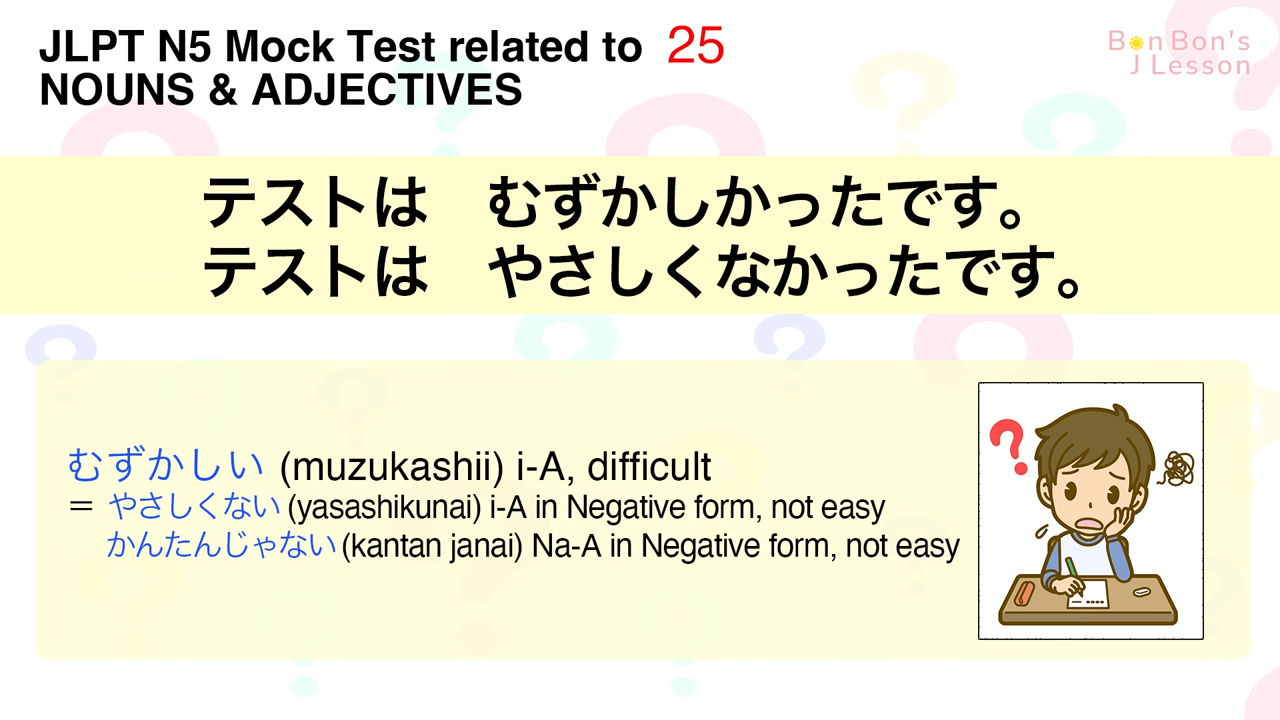 JLPT N5 Mock Test related to 25
NOUNS & ADJECTIVES
BonBon's
J Lesson
テストは　むずかしかったです。
テストは　やさしくなかったです。
むずかしい (muzukashii) i-A, difficult
＝ やさしくない (yasashikunai) i-A in Negative form, not easy
かんたんじゃない (kantan janai) Na-A in Negative form, not easy